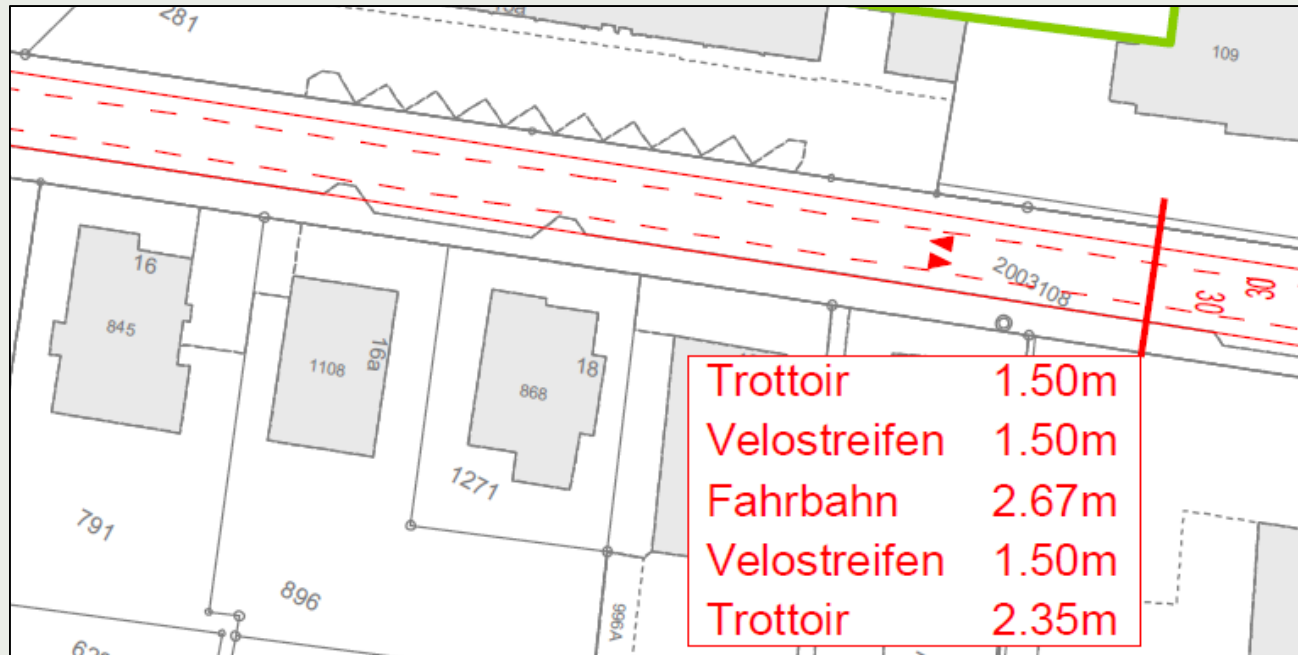 281
109
2003108
30
30
16
845
1108
16a
868
18
1271
791
896
996A
Trottoir 1.50m
Velostreifen 1.50m
Fahrbahn 2.67m
Velostreifen 1.50m
Trottoir 2.35m